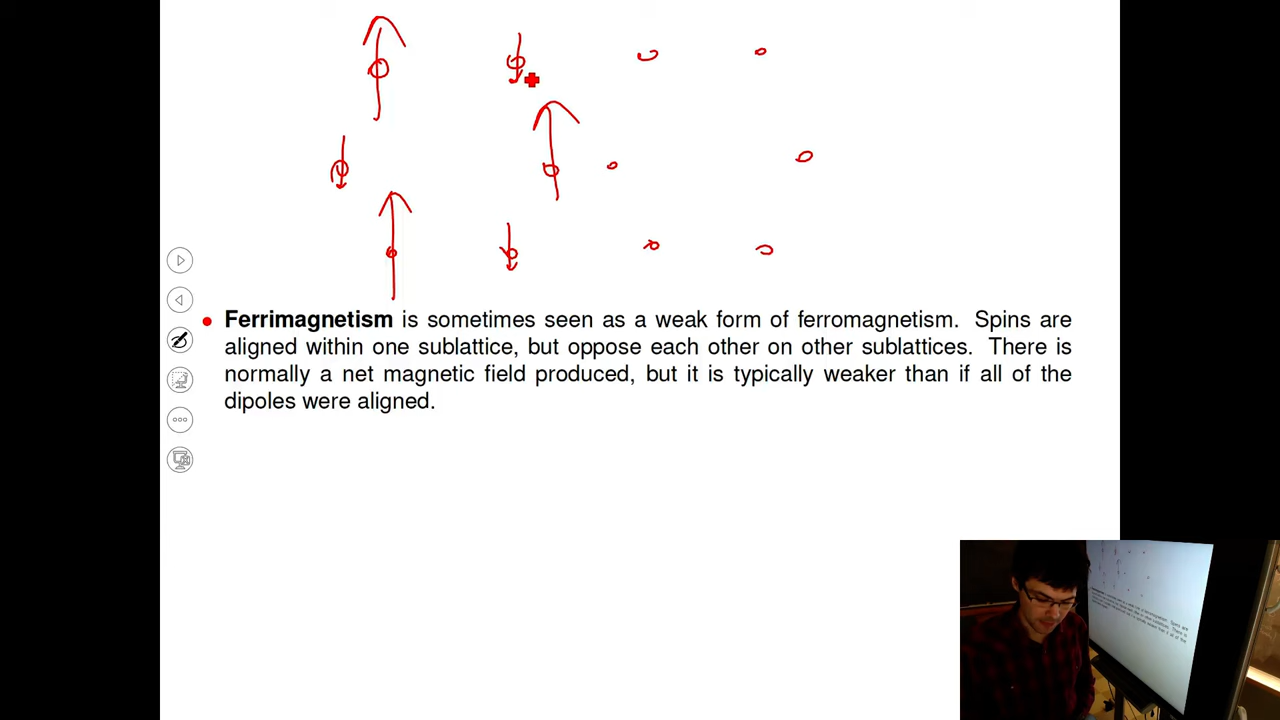 Ferrimagnetism is sometimes seen as a weak form of ferromagnetism. Spins are
aligned within one sublattice, but oppose each other on other sublattices. There is
normally a net magnetic field produced, but it is typically weaker than if all of the
dipoles were aligned.